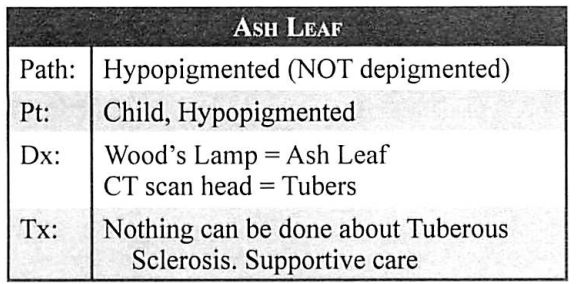 ASH LEAF
Path: Hypopigmented (NOT depigmented)
Pt: Child, Hypopigmented
Dx: Wood's Lamp = Ash Leaf
CT scan head = Tubers
Tx: Nothing can be done about Tuberous
Sclerosis. Supportive care